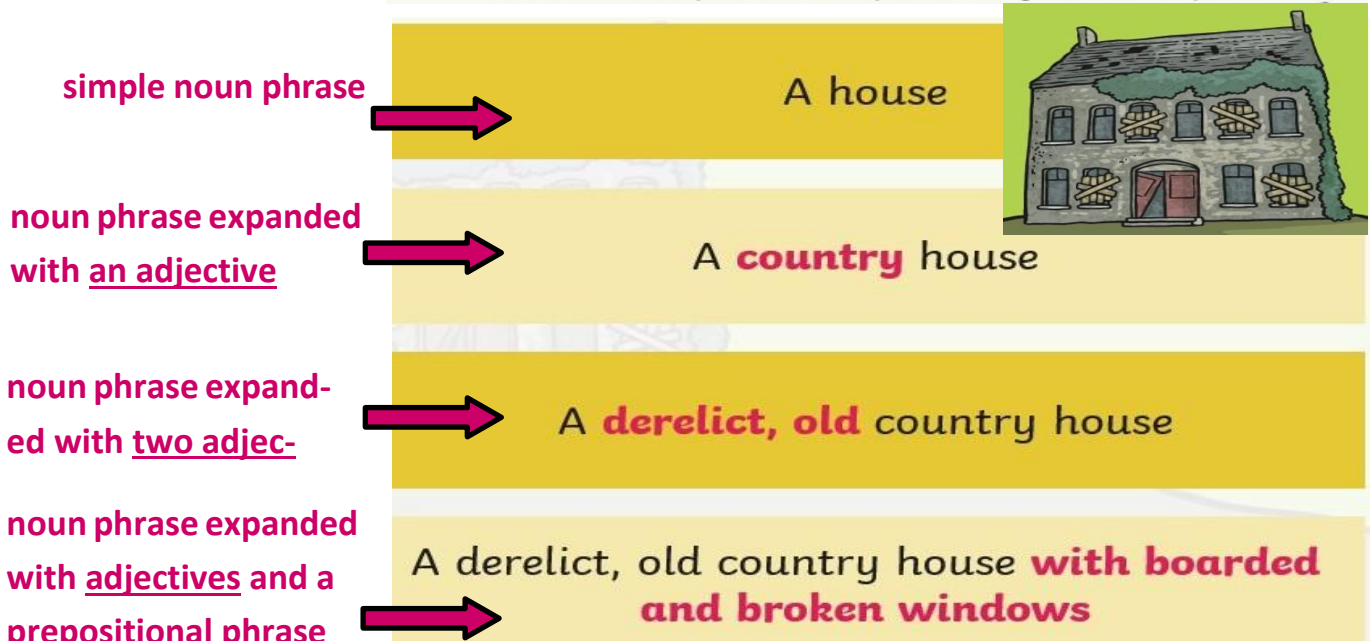 simple noun phrase
A house
noun phrase expanded
with an adjective
A country house
noun phrase expand-
ed with two adjec-
A derelict, old country house
noun phrase expanded
with adjectives and a
prepositional phrase
A derelict, old country house with boarded
and broken windows